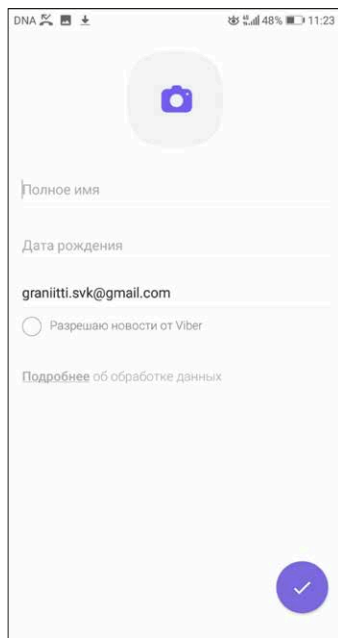 DNA 48% 11:23
Полное имя
Дата рождения
graniitti.svk@gmail.com
Разрешаю новости от Viber
Подробнее об обработке данных